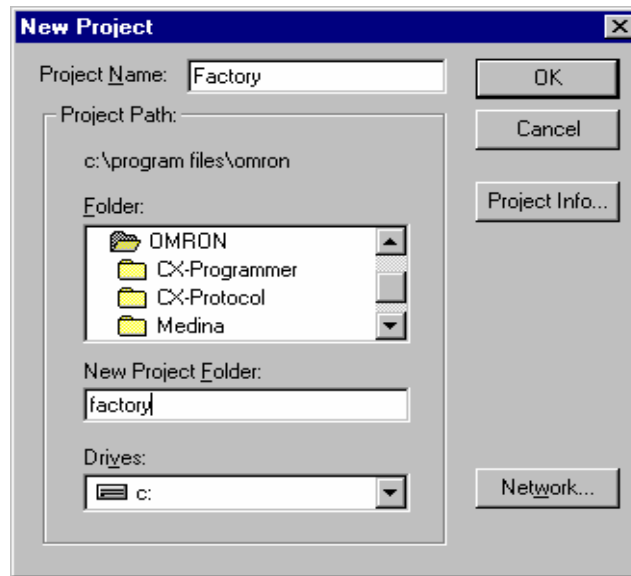 New Project
Project Name: Factory
OK
Project Path:
Cancel
c:\program files\omron
Project Info...
Folder:
OMRON
CX-Programmer
CX-Protocol
Medina
New Project Folder:
factory
Drives:
c:
Network...